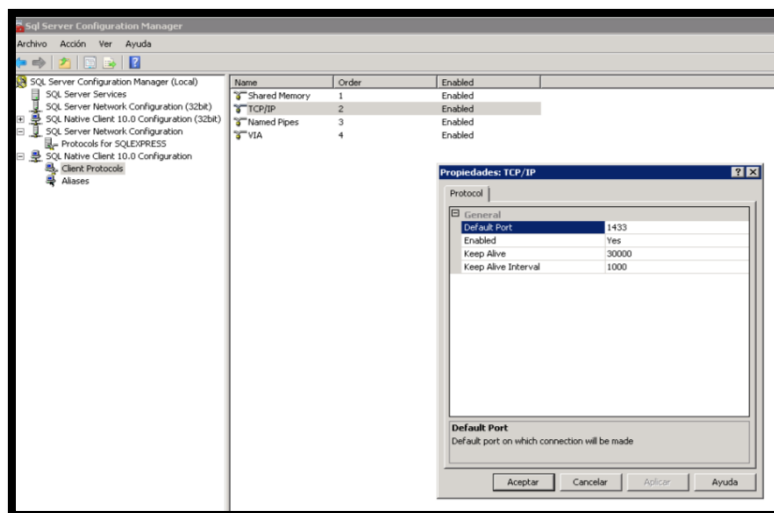 Sql Server Configuration Manager
Archivo Acción Ver Ayuda
SQL Server Configuration Manager (Local)
SQL Server Services
SQL Server Network Configuration (32bit)
SQL Native Client 10.0 Configuration (32bit)
SQL Server Network Configuration
Protocols for SQLEXPRESS
SQL Native Client 10.0 Configuration
Client Protocols
Aliases
Name Order Enabled
Shared Memory 1 Enabled
TCP/IP 2 Enabled
Named Pipes 3 Enabled
VIA 4 Enabled
Propiedades: TCP/IP
Protocol
General
Default Port 1433
Enabled Yes
Keep Alive 30000
Keep Alive Interval 1000
Default Port
Default port on which connection will be made
Aceptar Cancelar Aplicar Ayuda